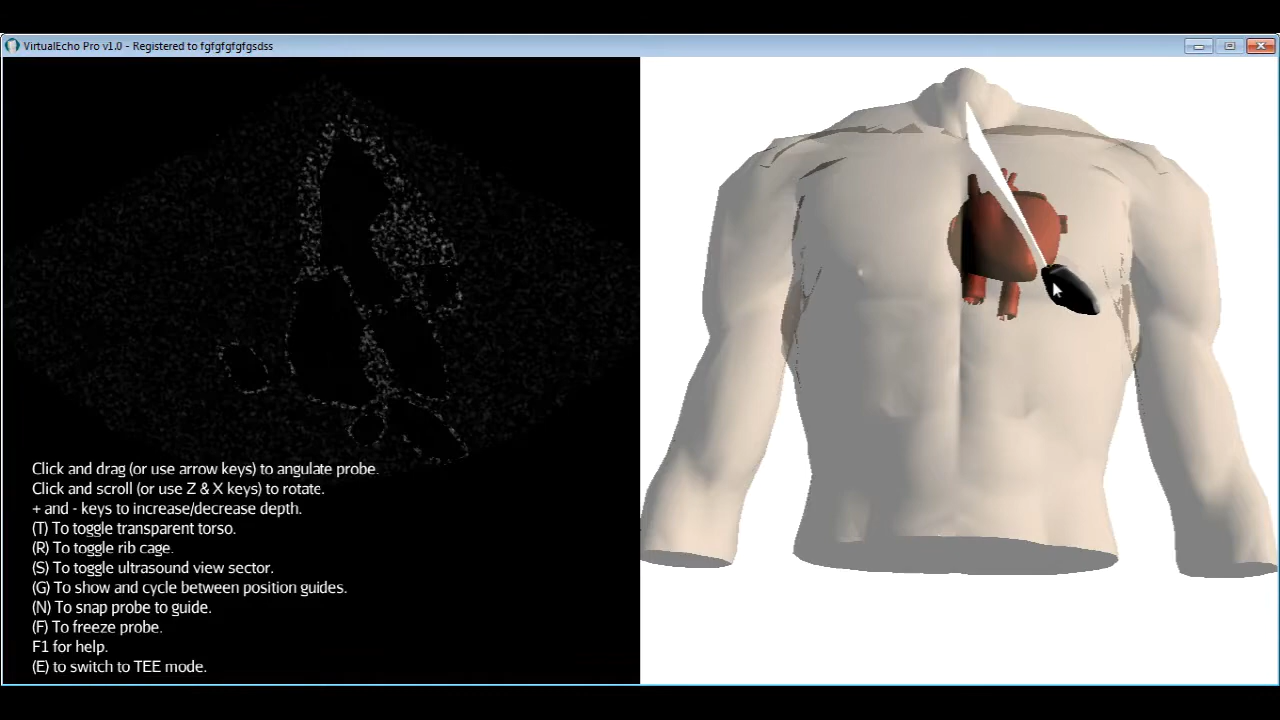 VirtualEcho Pro v1.0 - Registered to fgfgfgfgfgsdss
Click and drag (or use arrow keys) to angulate probe.
Click and scroll (or use Z & X keys) to rotate.
+ and - keys to increase/decrease depth.
(T) To toggle transparent torso.
(R) To toggle rib cage.
(S) To toggle ultrasound view sector.
(G) To show and cycle between position guides.
(N) To snap probe to guide.
(F) To freeze probe.
F1 for help.
(E) to switch to TEE mode.